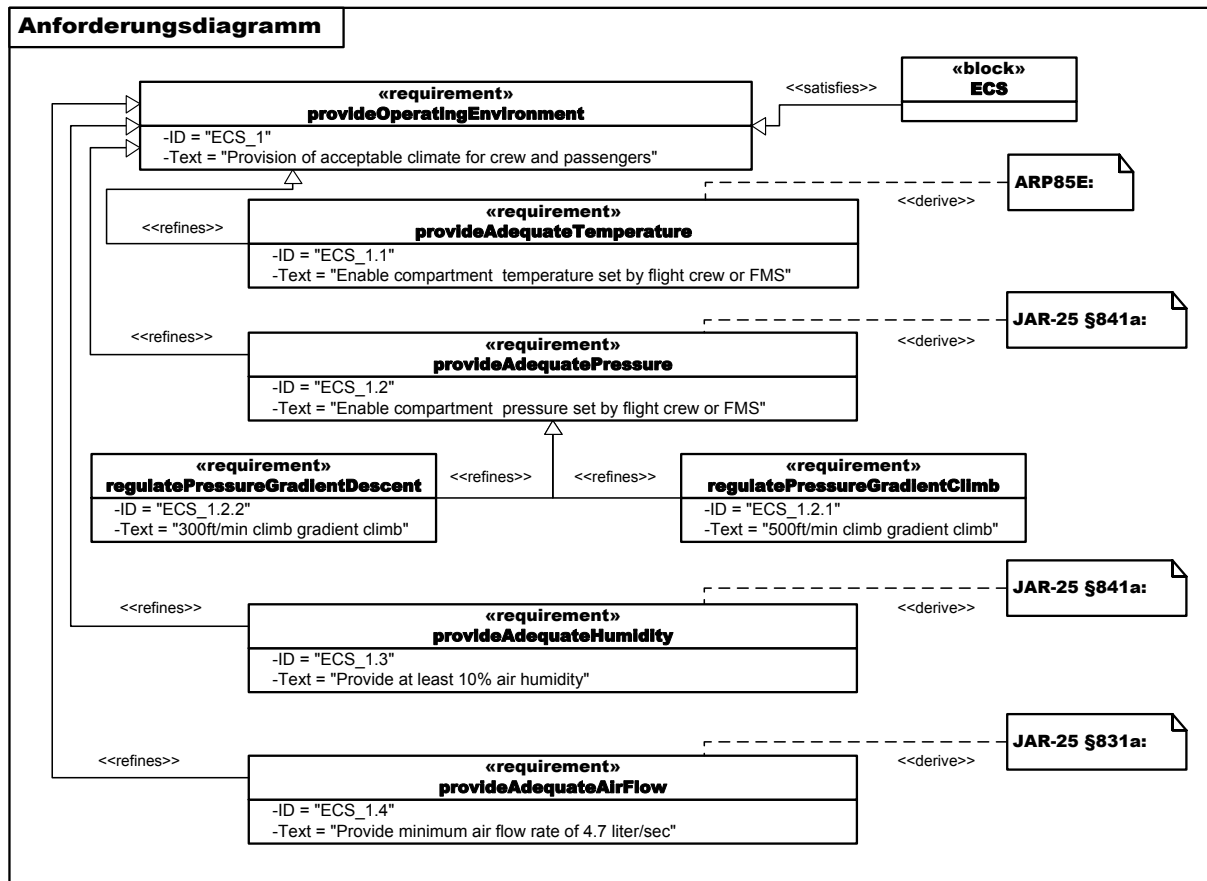 Anforderungsdiagramm
«requirement»
provideOperatingEnvironment
-ID = "ECS_1"
-Text = "Provision of acceptable climate for crew and passengers"
<<satisfies>>
«block»
ECS
<<refines>>
«requirement»
provideAdequateTemperature
-ID = "ECS_1.1"
-Text = "Enable compartment  temperature set by flight crew or FMS"
<<derive>>
ARP85E:
<<refines>>
«requirement»
provideAdequatePressure
-ID = "ECS_1.2"
-Text = "Enable compartment  pressure set by flight crew or FMS"
<<derive>>
JAR-25 §841a:
«requirement»
regulatePressureGradientDescent
-ID = "ECS_1.2.2"
-Text = "300ft/min climb gradient climb"
<<refines>>
<<refines>>
«requirement»
regulatePressureGradientClimb
-ID = "ECS_1.2.1"
-Text = "500ft/min climb gradient climb"
<<refines>>
«requirement»
provideAdequateHumidity
-ID = "ECS_1.3"
-Text = "Provide at least 10% air humidity"
<<derive>>
JAR-25 §841a:
<<refines>>
«requirement»
provideAdequateAirFlow
-ID = "ECS_1.4"
-Text = "Provide minimum air flow rate of 4.7 liter/sec"
<<derive>>
JAR-25 §831a: